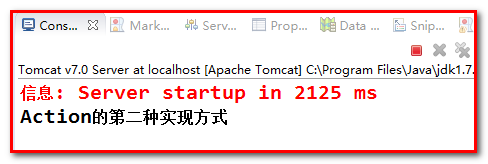 Cons...
Mark...
Serv...
Prop...
Data ...
Snip...
Tomcat v7.0 Server at localhost [Apache Tomcat] C:\Program Files\Java\jdk1.7.
信息: Server startup in 2125 ms
Action的第二种实现方式